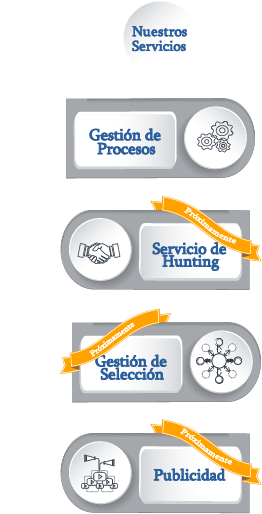 Nuestros
Servicios
Gestión de
Procesos
Próximamente
Servicio de
Hunting
Próximamente
Gestión de
Selección
Próximamente
Publicidad